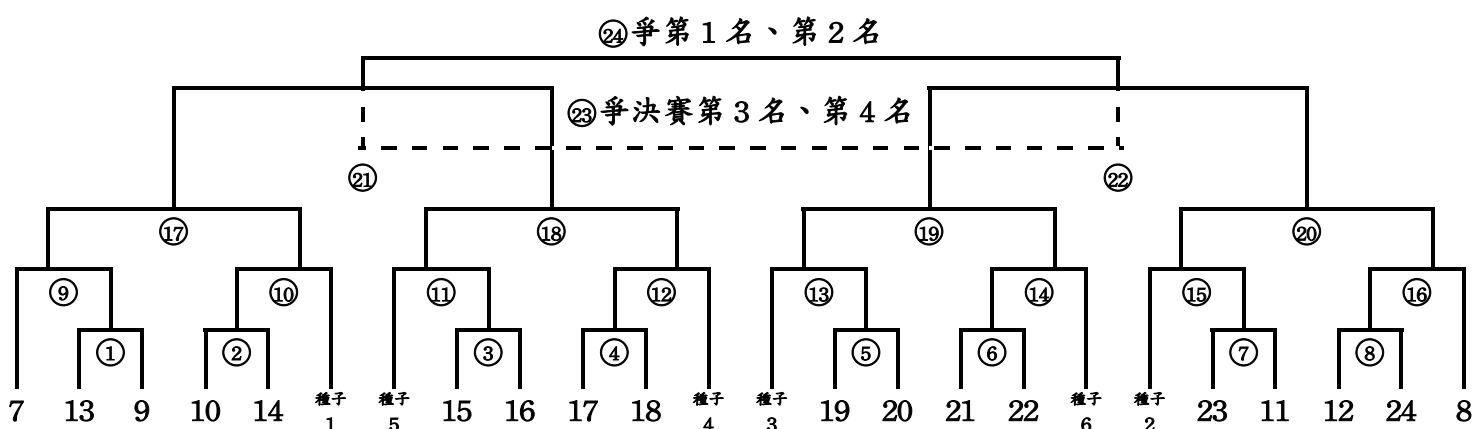 ㉔爭第1名、第2名
㉓爭決賽第3名、第4名
㉑ ㉒
⑰ ⑱ ⑲ ⑳
⑨ ⑩ ⑪ ⑫ ⑬ ⑭ ⑮ ⑯
① ② ③ ④ ⑤ ⑥ ⑦ ⑧
7 13 9 10 14 種子1 種子5 15 16 17 18 種子4 種子3 19 20 21 22 種子6 種子2 23 11 12 24 8